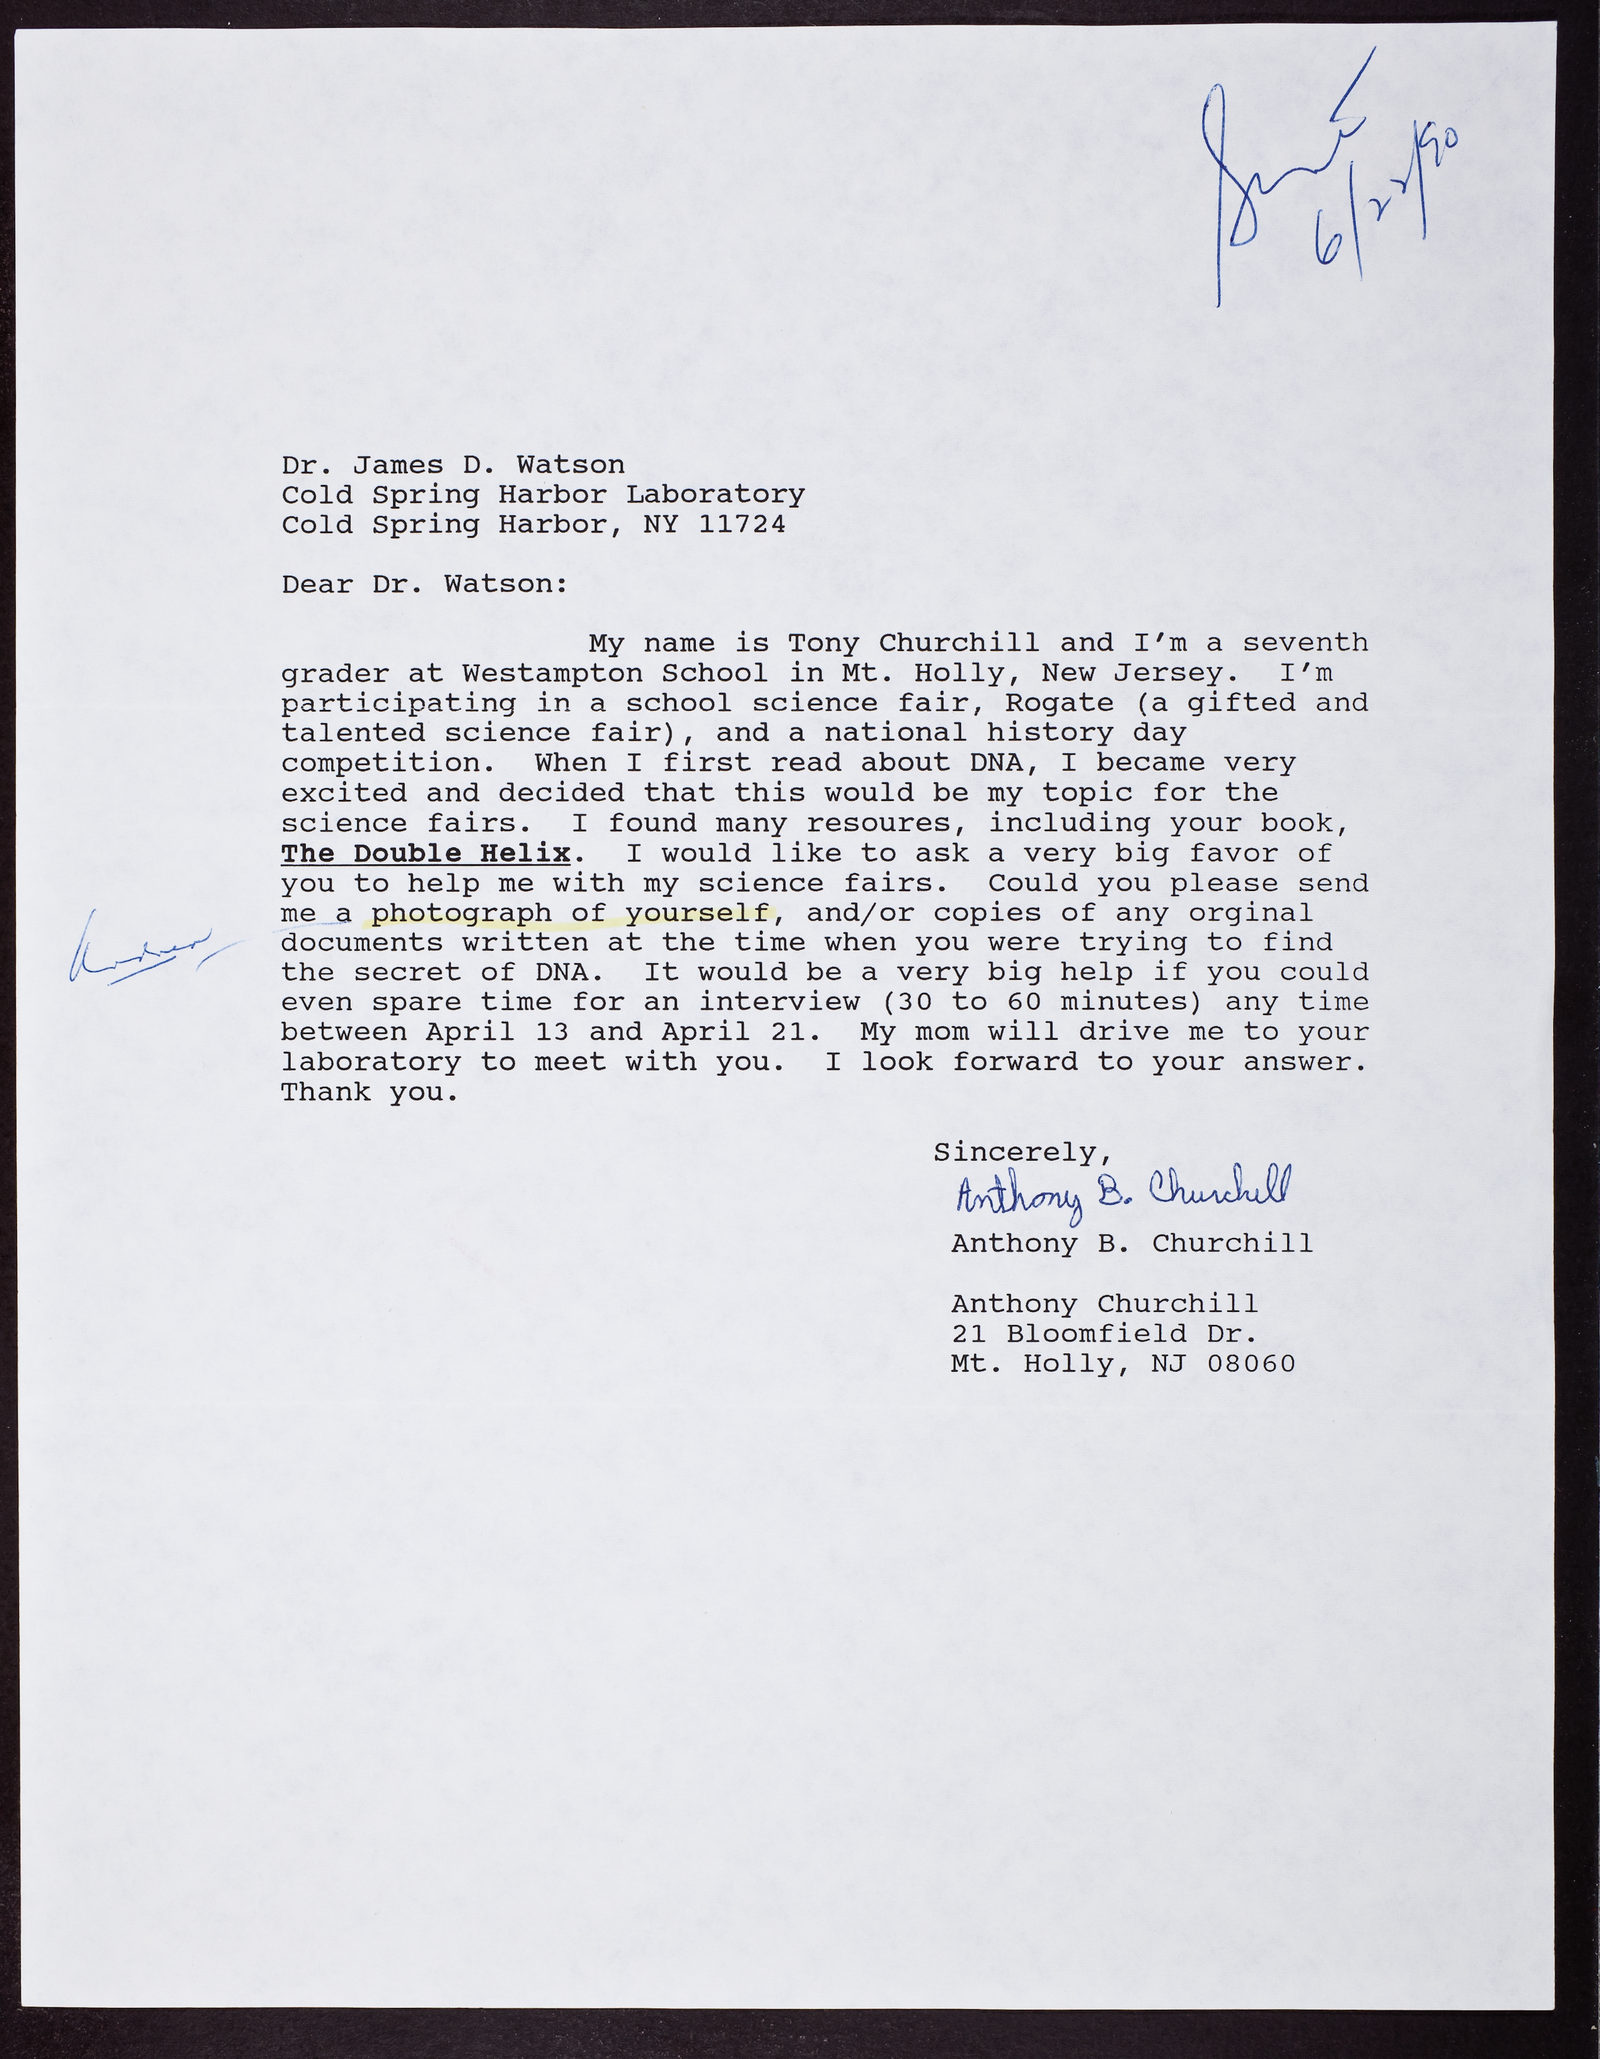 6/22/90
Dr. James D. Watson
Cold Spring Harbor Laboratory
Cold Spring Harbor, NY 11724
Dear Dr. Watson:
My name is Tony Churchill and I'm a seventh
grader at Westampton School in Mt. Holly, New Jersey. I'm
participating in a school science fair, Rogate (a gifted and
talented science fair), and a national history day
competition. When I first read about DNA, I became very
excited and decided that this would be my topic for the
science fairs. I found many resoures, including your book,
The Double Helix. I would like to ask a very big favor of
you to help me with my science fairs. Could you please send
me a photograph of yourself, and/or copies of any orginal
documents written at the time when you were trying to find
the secret of DNA. It would be a very big help if you could
even spare time for an interview (30 to 60 minutes) any time
between April 13 and April 21. My mom will drive me to your
laboratory to meet with you. I look forward to your answer.
Thank you.
Sincerely,
Anthony B. Churchill
Anthony B. Churchill
Anthony Churchill
21 Bloomfield Dr.
Mt. Holly, NJ 08060